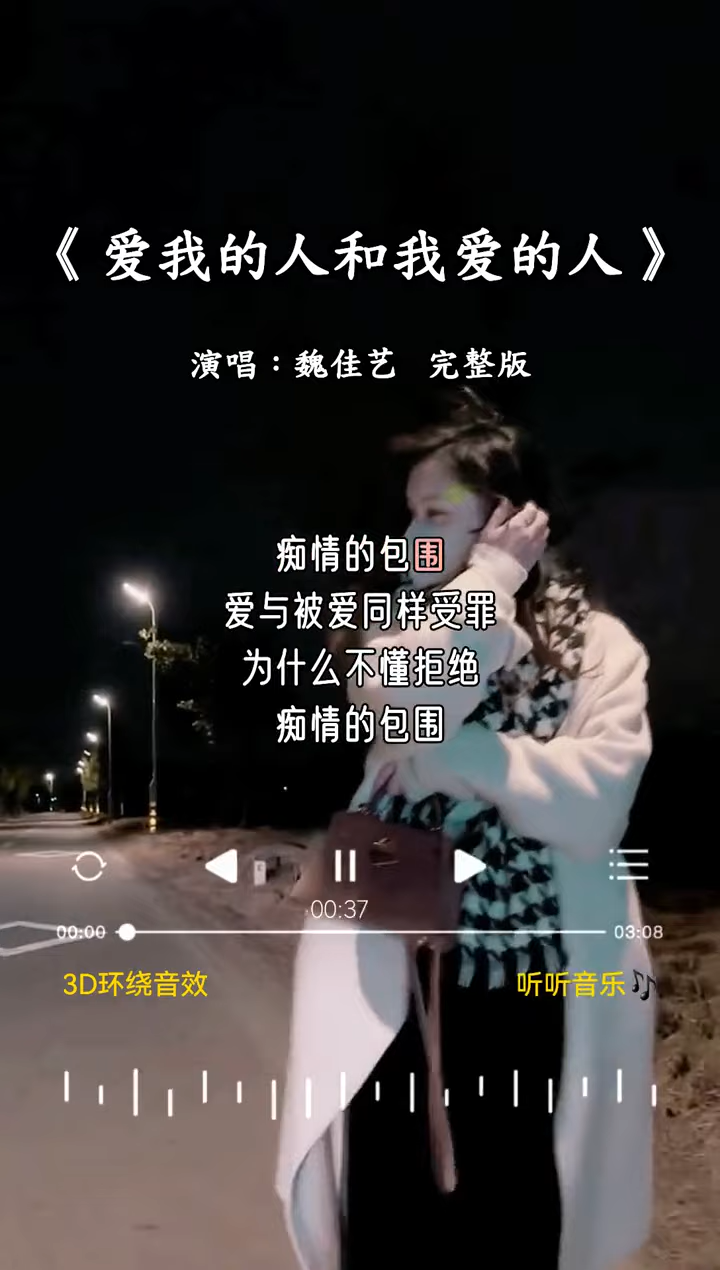 《爱我的人和我爱的人》
演唱：魏佳艺 完整版
痴情的包围
爱与被爱同样受罪
为什么不懂拒绝
痴情的包围
00:37
00:00 03:08
3D环绕音效 听听音乐